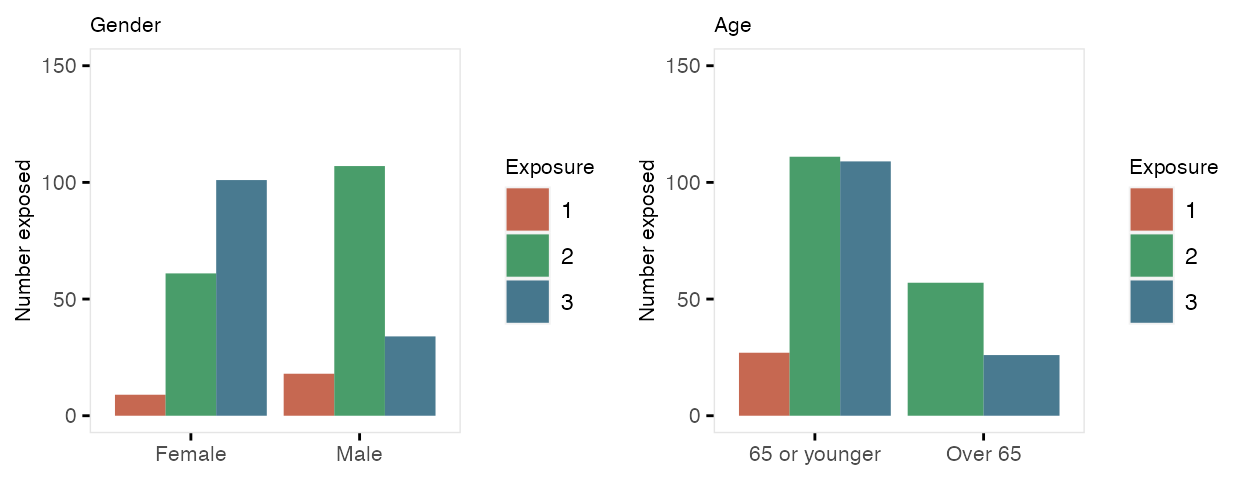 Gender
150
100
50
0
Number exposed
Female Male
Exposure
1
2
3
Age
150
100
50
0
Number exposed
65 or younger Over 65
Exposure
1
2
3